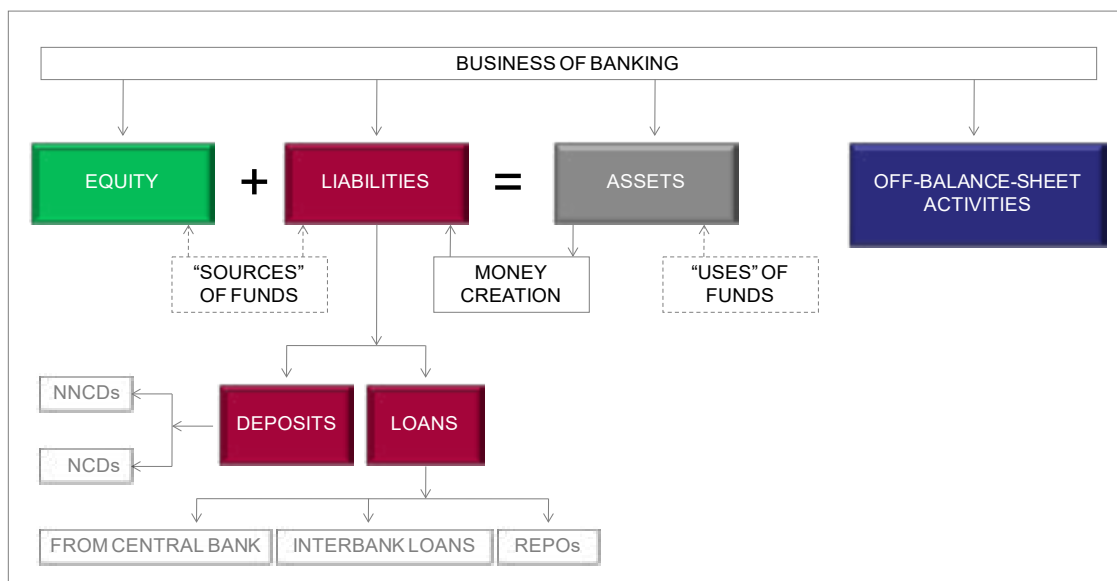 BUSINESS OF BANKING
EQUITY
+
LIABILITIES
=
ASSETS
OFF-BALANCE-SHEET
ACTIVITIES
“SOURCES”
OF FUNDS
MONEY
CREATION
“USES” OF
FUNDS
NNCDs
NCDs
DEPOSITS
LOANS
FROM CENTRAL BANK
INTERBANK LOANS
REPOs